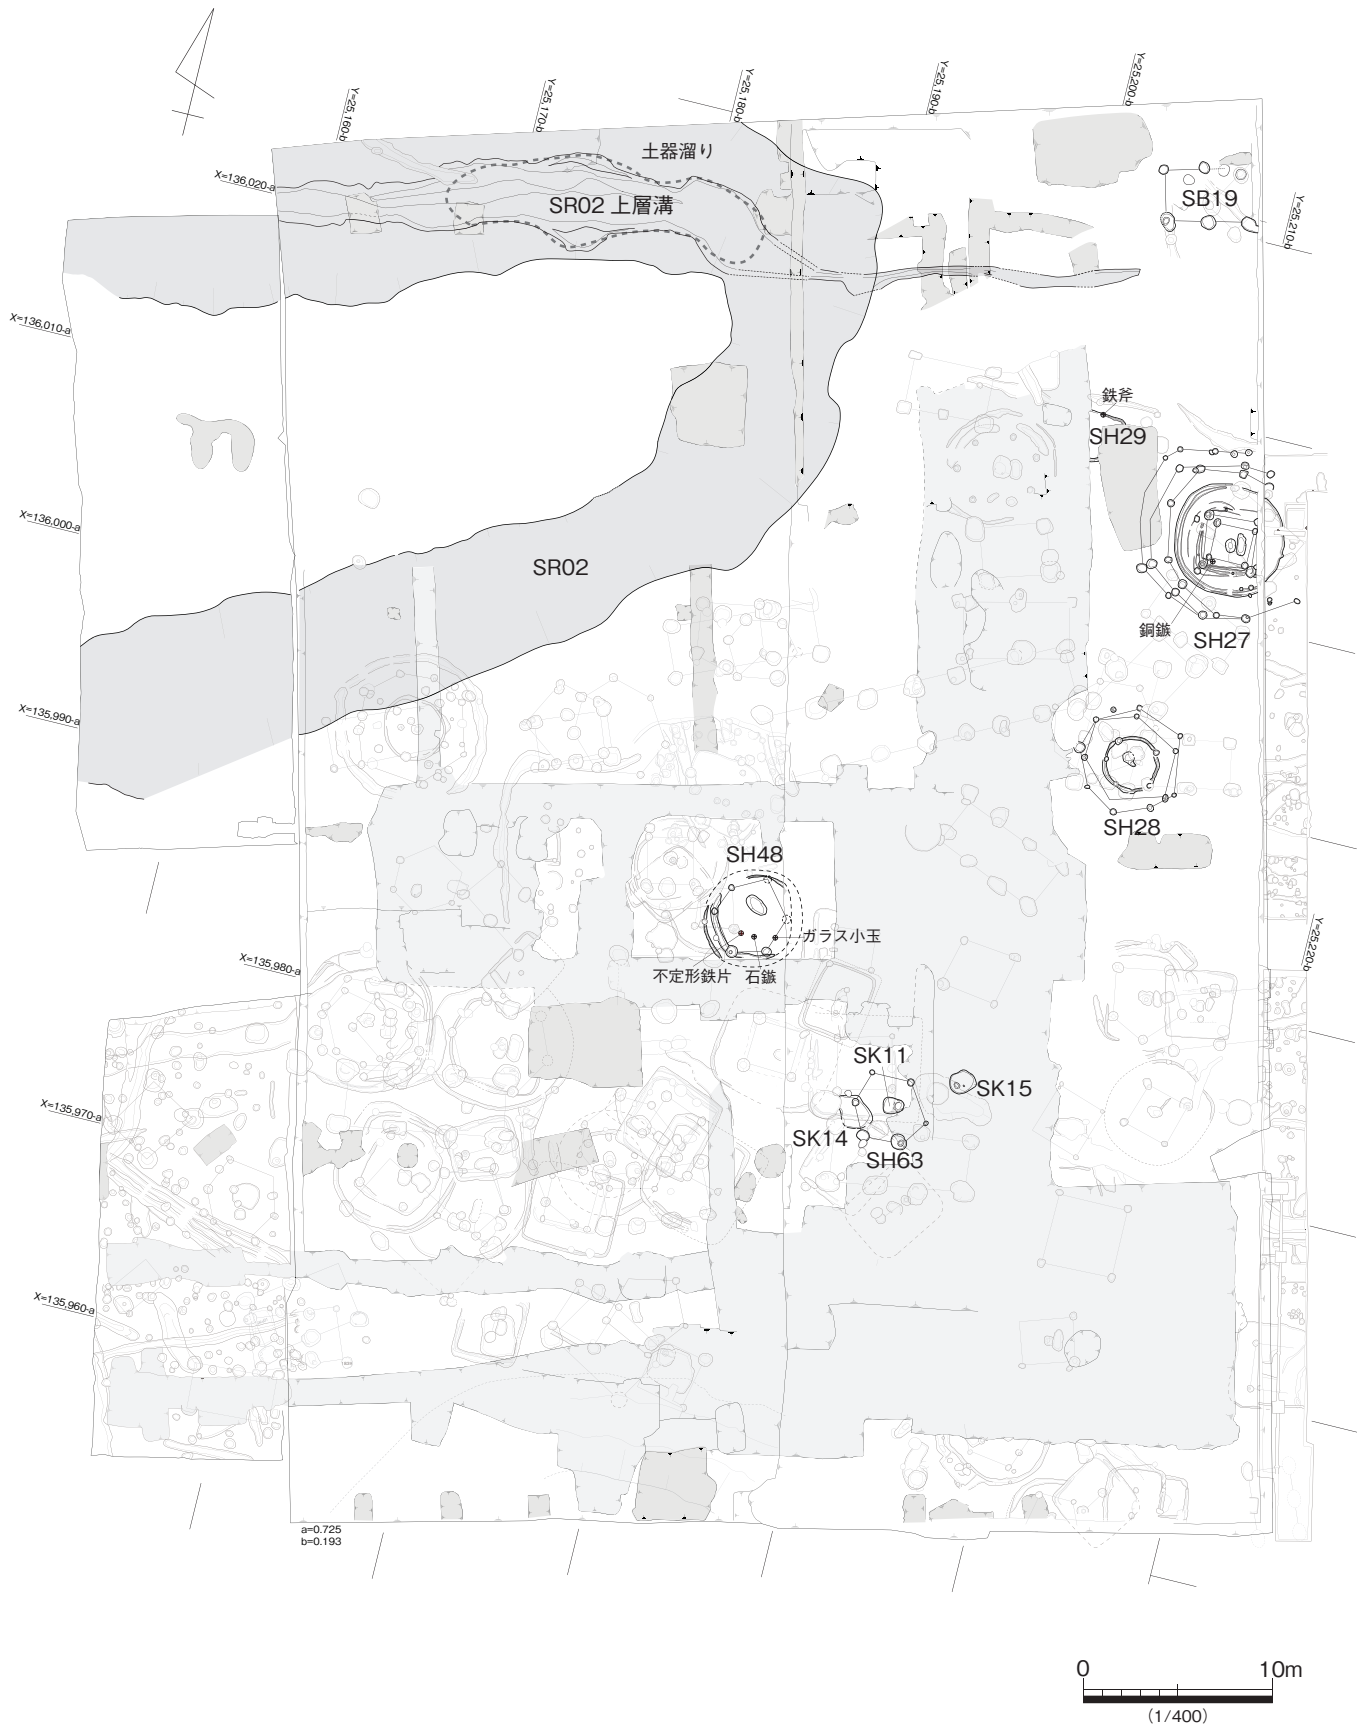 Y=25,160-b
Y=25,170-b
Y=25,180-b
Y=25,190-b
Y=25,200-b
X=136,020-a
土器溜り
SR02 上層溝
SB19
Y=25,210-b
X=136,010-a
鉄斧
SH29
X=136,000-a
SR02
銅鏃
SH27
X=135,990-a
SH28
SH48
ガラス小玉
不定形鉄片
石鏃
Y=25,220-b
X=135,980-a
SK11
SK15
X=135,970-a
SK14
SH63
X=135,960-a
a=0.725
b=0.193
0 10m
(1/400)